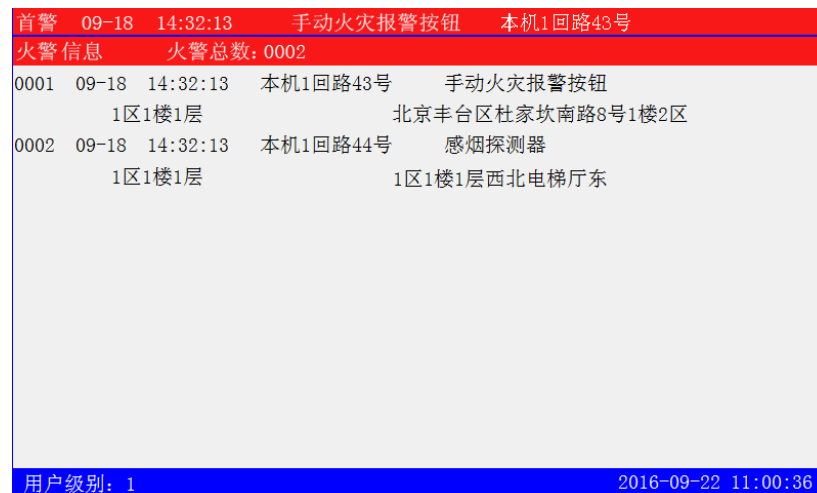 首警 09-18 14:32:13 手动火灾报警按钮 本机1回路43号
火警信息 火警总数:0002
0001 09-18 14:32:13 本机1回路43号 手动火灾报警按钮
1区1楼1层 北京丰台区杜家坎南路8号1楼2区
0002 09-18 14:32:13 本机1回路44号 感烟探测器
1区1楼1层 1区1楼1层西北电梯厅东
用户级别: 1 2016-09-22 11:00:36